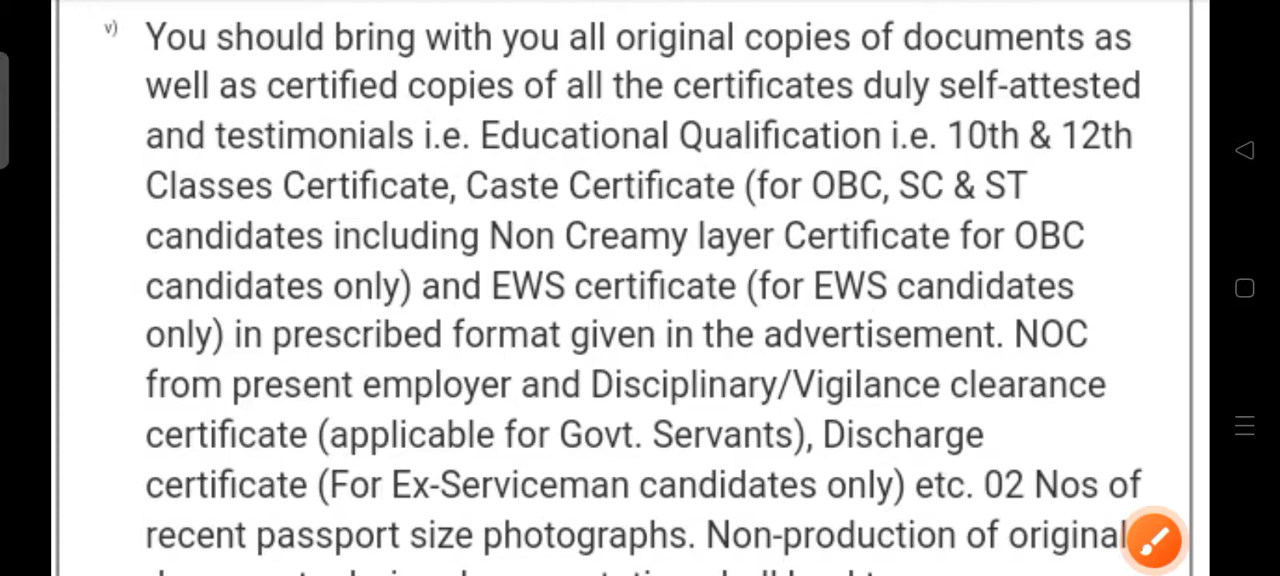 v) You should bring with you all original copies of documents as
well as certified copies of all the certificates duly self-attested
and testimonials i.e. Educational Qualification i.e. 10th & 12th
Classes Certificate, Caste Certificate (for OBC, SC & ST
candidates including Non Creamy layer Certificate for OBC
candidates only) and EWS certificate (for EWS candidates
only) in prescribed format given in the advertisement. NOC
from present employer and Disciplinary/Vigilance clearance
certificate (applicable for Govt. Servants), Discharge
certificate (For Ex-Serviceman candidates only) etc. 02 Nos of
recent passport size photographs. Non-production of original